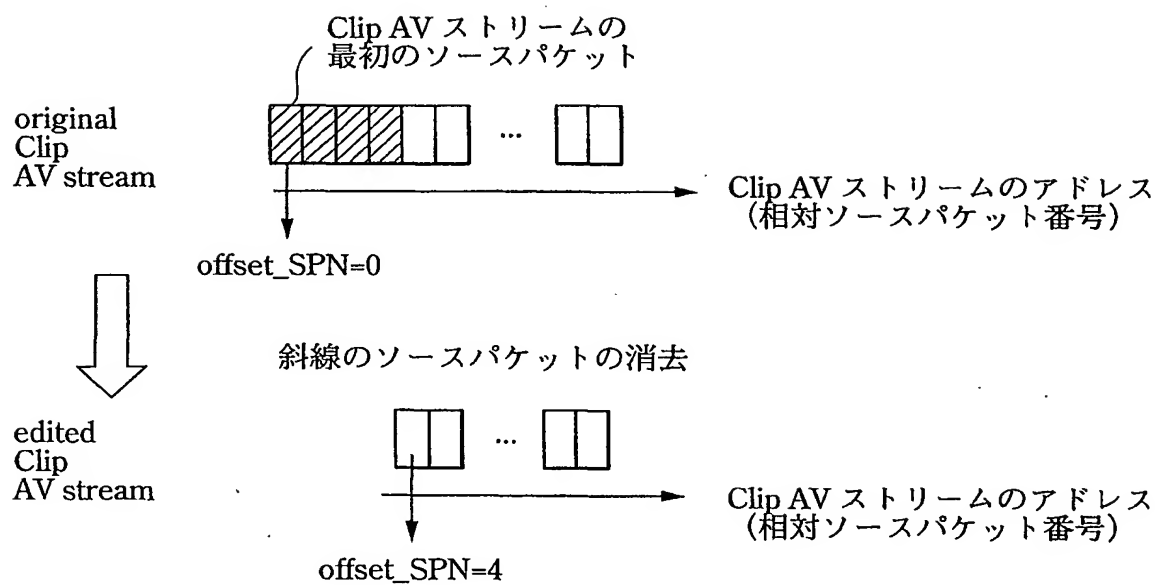 Clip AV ストリームの
最初のソースパケット
original
Clip
AV stream
...
Clip AV ストリームのアドレス
(相対ソースパケット番号)
offset_SPN=0
斜線のソースパケットの消去
edited
Clip
AV stream
...
Clip AV ストリームのアドレス
(相対ソースパケット番号)
offset_SPN=4